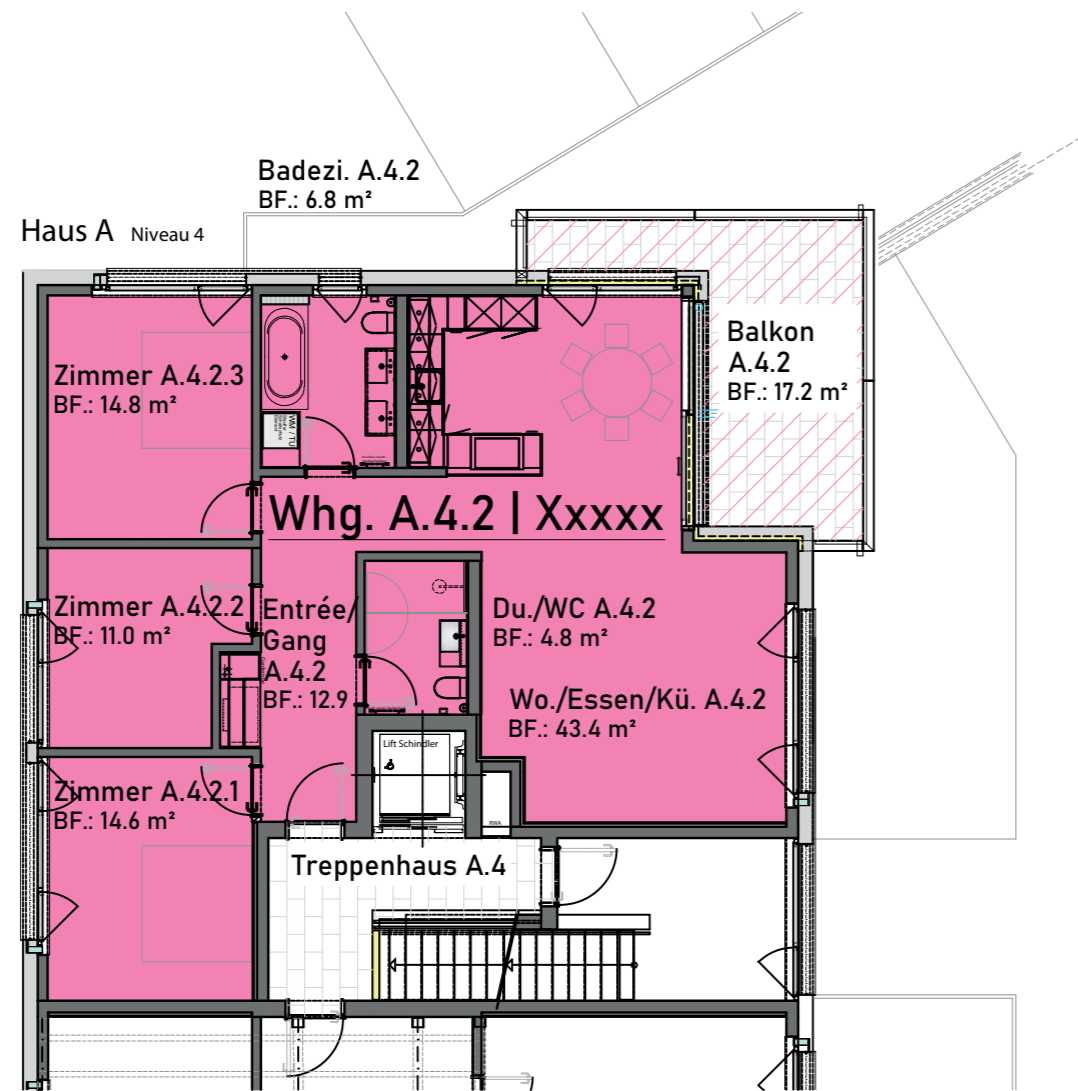 Badezi. A.4.2
BF.: 6.8 m²
Haus A Niveau 4
Balkon
A.4.2
BF.: 17.2 m²
Zimmer A.4.2.3
BF.: 14.8 m²
WM / TU
Whg. A.4.2 | Xxxxx
Zimmer A.4.2.2
BF.: 11.0 m²
Entrée/
Gang
A.4.2
BF.: 12.9
Du./WC A.4.2
BF.: 4.8 m²
Wo./Essen/Kü. A.4.2
BF.: 43.4 m²
Lift Schindler
Zimmer A.4.2.1
BF.: 14.6 m²
RWA
Treppenhaus A.4